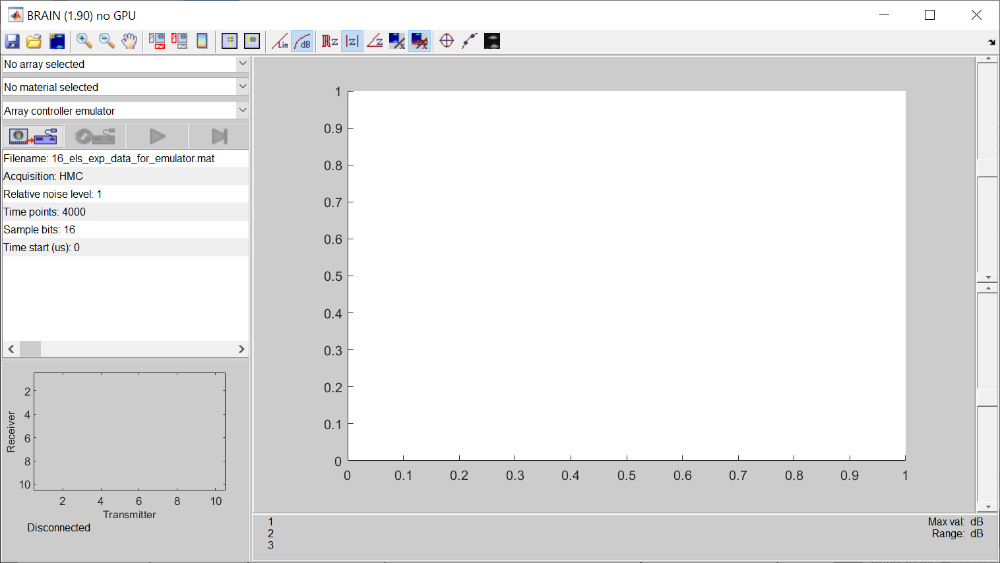 BRAIN (1.90) no GPU
Lin
dB
ℝz
|z|
∠z
No array selected
No material selected
Array controller emulator
Filename: 16_els_exp_data_for_emulator.mat
Acquisition: HMC
Relative noise level: 1
Time points: 4000
Sample bits: 16
Time start (us): 0
Receiver
2
4
6
8
10
2 4 6 8 10
Transmitter
Disconnected
1
0.9
0.8
0.7
0.6
0.5
0.4
0.3
0.2
0.1
0
0 0.1 0.2 0.3 0.4 0.5 0.6 0.7 0.8 0.9 1
1
2
3
Max val: dB
Range: dB